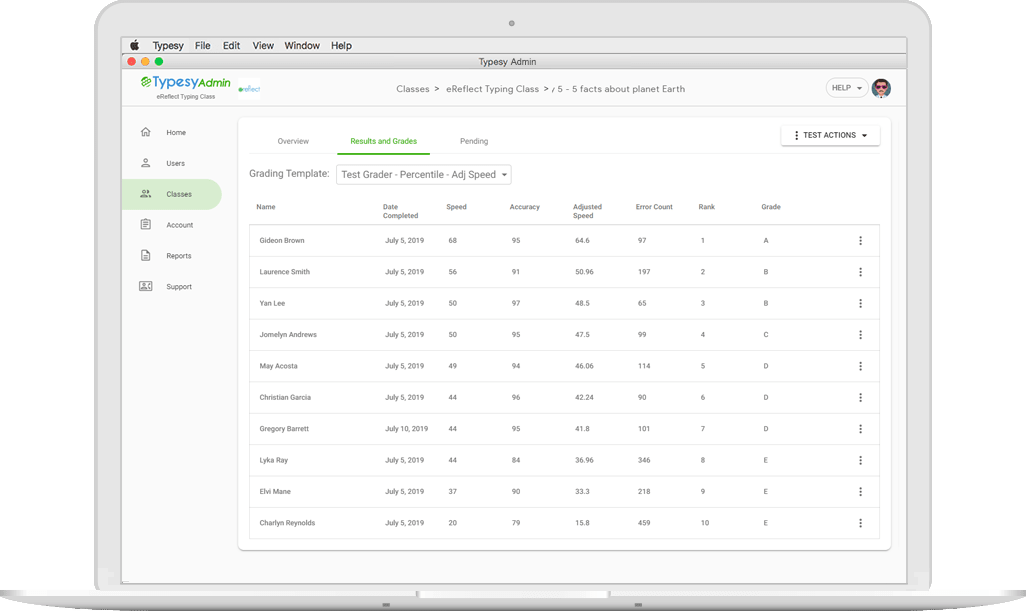 Typesy File Edit View Window Help
Typesy Admin
TypesyAdmin
eReflect Typing Class
eReflect
Classes > eReflect Typing Class > / 5 - 5 facts about planet Earth
HELP
Home
Users
Classes
Account
Reports
Support
Overview Results and Grades Pending
TEST ACTIONS
Grading Template: Test Grader - Percentile - Adj Speed
Name Date Completed Speed Accuracy Adjusted Speed Error Count Rank Grade
Gideon Brown July 5, 2019 68 95 64.6 97 1 A
Laurence Smith July 5, 2019 56 91 50.96 197 2 B
Yan Lee July 5, 2019 50 97 48.5 65 3 B
Jomelyn Andrews July 5, 2019 50 95 47.5 99 4 C
May Acosta July 5, 2019 49 94 46.06 114 5 D
Christian Garcia July 5, 2019 44 96 42.24 90 6 D
Gregory Barrett July 10, 2019 44 95 41.8 101 7 D
Lyka Ray July 5, 2019 44 84 36.96 346 8 E
Elvi Mane July 5, 2019 37 90 33.3 218 9 E
Charlyn Reynolds July 5, 2019 20 79 15.8 459 10 E